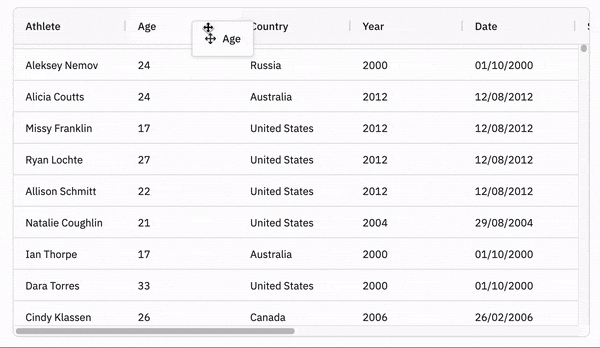 Athlete Age Country Year Date
Age
Aleksey Nemov 24 Russia 2000 01/10/2000
Alicia Coutts 24 Australia 2012 12/08/2012
Missy Franklin 17 United States 2012 12/08/2012
Ryan Lochte 27 United States 2012 12/08/2012
Allison Schmitt 22 United States 2012 12/08/2012
Natalie Coughlin 21 United States 2004 29/08/2004
Ian Thorpe 17 Australia 2000 01/10/2000
Dara Torres 33 United States 2000 01/10/2000
Cindy Klassen 26 Canada 2006 26/02/2006